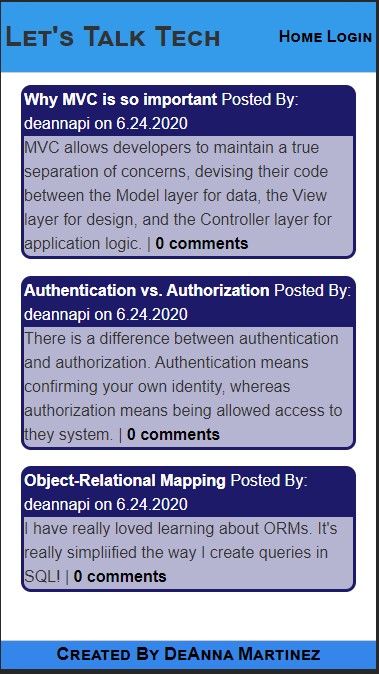 Let's Talk Tech
Home Login
Why MVC is so important Posted By:
deannapi on 6.24.2020
MVC allows developers to maintain a true
separation of concerns, devising their code
between the Model layer for data, the View
layer for design, and the Controller layer for
application logic. | 0 comments
Authentication vs. Authorization Posted By:
deannapi on 6.24.2020
There is a difference between authentication
and authorization. Authentication means
confirming your own identity, whereas
authorization means being allowed access to
they system. | 0 comments
Object-Relational Mapping Posted By:
deannapi on 6.24.2020
I have really loved learning about ORMs. It's
really simpliified the way I create queries in
SQL! | 0 comments
Created By DeAnna Martinez